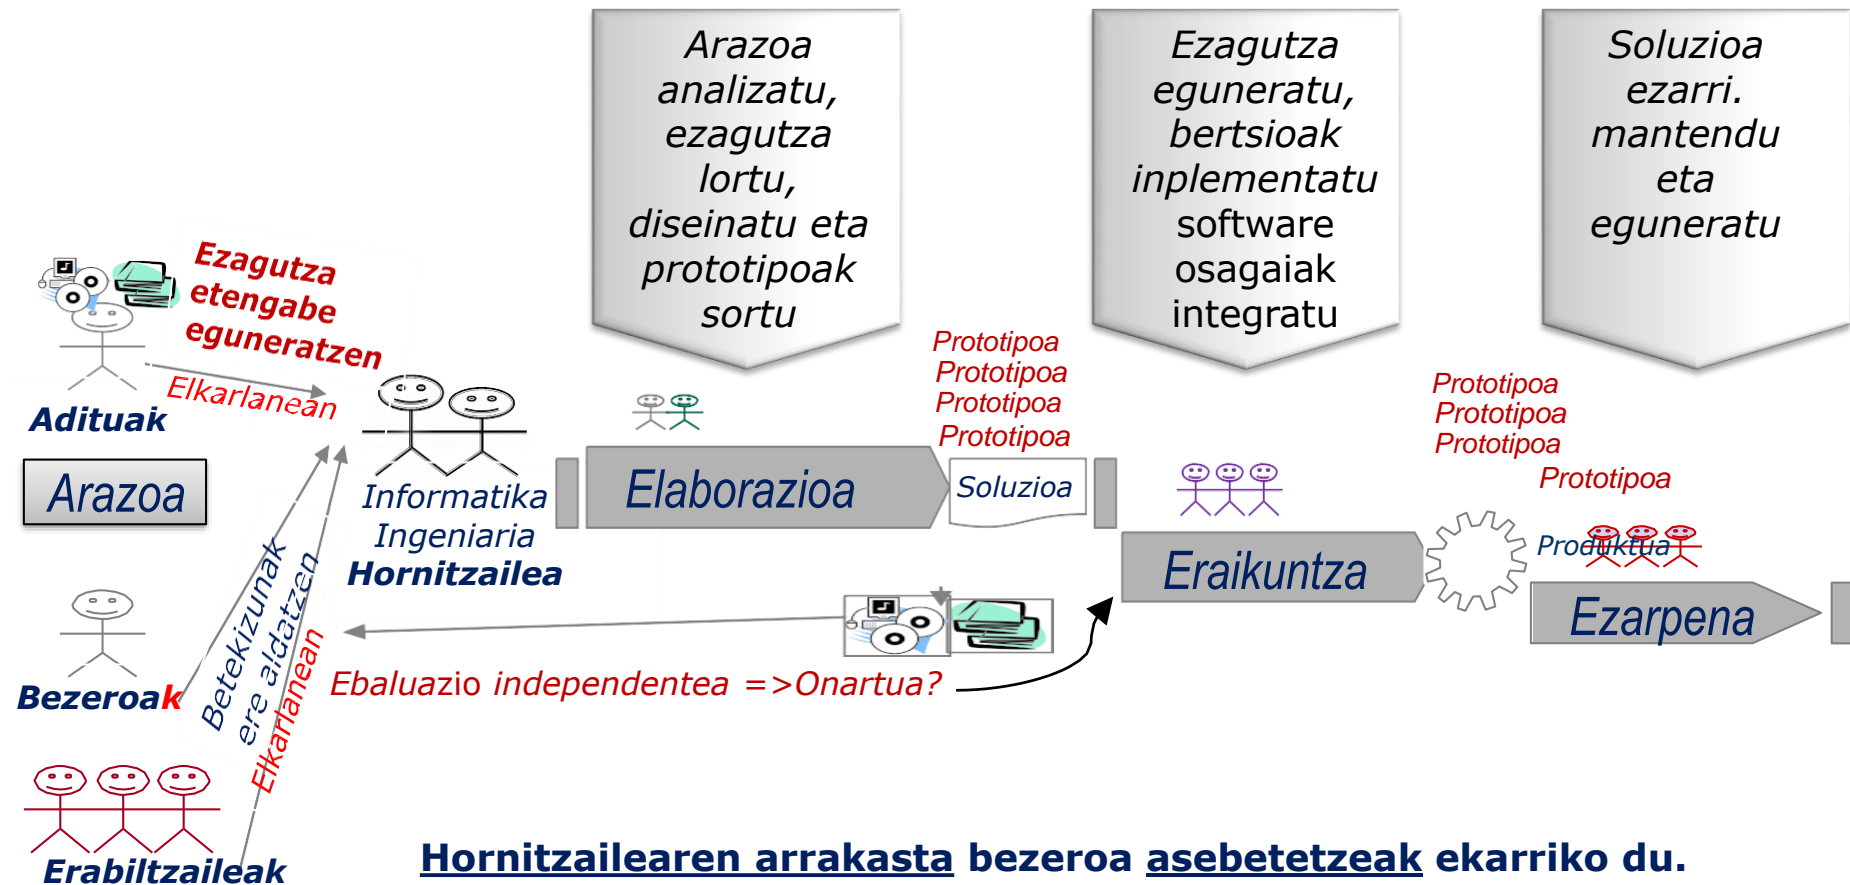 Arazoa
analizatu,
ezagutza
lortu,
diseinatu eta
prototipoak
sortu
Ezagutza
eguneratu,
bertsioak
inplementatu
software
osagaiak
integratu
Soluzioa
ezarri.
mantendu
eta
eguneratu
Ezagutza
etengabe
eguneratzen
Elkarlanean
Adituak
Arazoa
Informatika
Ingeniaria
Hornitzailea
Prototipoa
Prototipoa
Prototipoa
Prototipoa
Elaborazioa
Soluzioa
Prototipoa
Prototipoa
Prototipoa
Prototipoa
Eraikuntza
Produktua
Ezarpena
Betekizunak
ere aldatzen
Elkarlanean
Bezeroak
Ebaluazio independentea =>Onartua?
Erabiltzaileak
Hornitzailearen arrakasta bezeroa asebetetzeak ekarriko du.